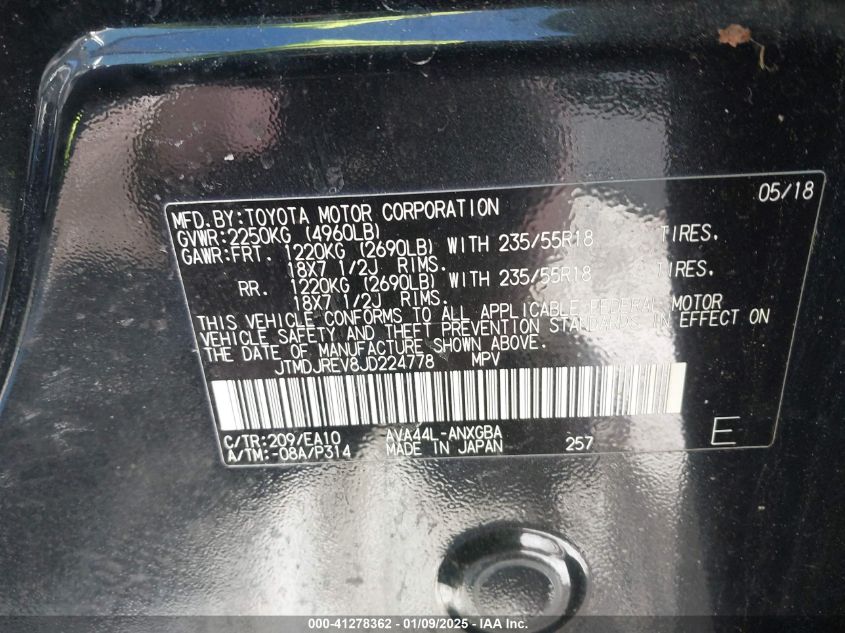 05/18
MFD.BY:TOYOTA MOTOR CORPORATION
GVWR:2250KG (4960LB)
GAWR:FRT. 1220KG (2690LB) WITH 235/55R18 TIRES.
18X7 1/2J RIMS.
RR. 1220KG (2690LB) WITH 235/55R18 TIRES.
18X7 1/2J RIMS.
THIS VEHICLE CONFORMS TO ALL APPLICABLE FEDERAL MOTOR
VEHICLE SAFETY AND THEFT PREVENTION STANDARDS IN EFFECT ON
THE DATE OF MANUFACTURE SHOWN ABOVE.
JTMDJREV8JD224778 MPV
C/TR:209/EA10 AVA44L-ANXGBA
A/TM:-08A/P314 MADE IN JAPAN 257 E
000-41278362 - 01/09/2025 - IAA Inc.